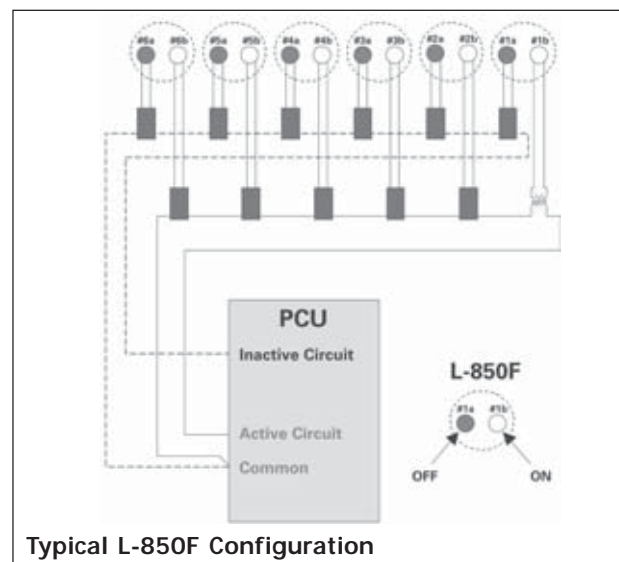 #6a #6b #5a #5b #4a #4b #3a #3b #2a #2b #1a #1b
PCU
Inactive Circuit
L-850F
#1a #1b
Active Circuit
Common
OFF ON
Typical L-850F Configuration